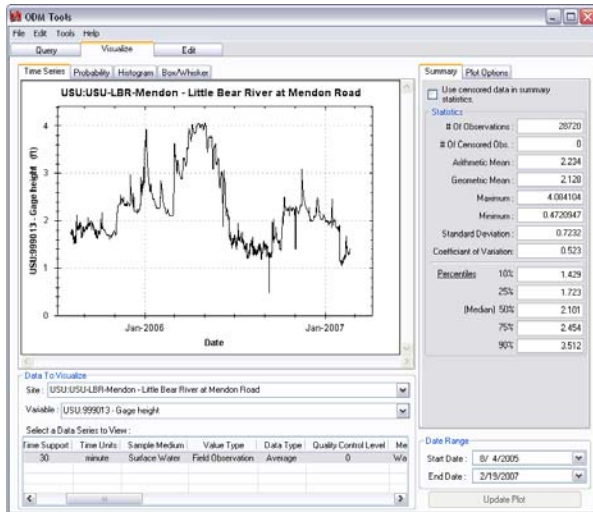 ODM Tools
File Edit Tools Help
Query Visualize Edit
Time Series Probability Histogram Box/Whisker
USU:USU-LBR-Mendon - Little Bear River at Mendon Road
USU:999013 - Gage height (ft)
4
3
2
1
0
Jan-2006 Jan-2007
Date
Summary Plot Options
Use censored data in summary
statistics.
Statistics
# Of Observations : 28720
# Of Censored Obs. : 0
Arithmetic Mean : 2.234
Geometric Mean : 2.128
Maximum : 4.084104
Minimum : 0.4720947
Standard Deviation : 0.7232
Coefficiant of Variation: 0.523
Percentiles 10% 1.429
25% 1.723
(Median) 50% 2.101
75% 2.454
90% 3.512
Data To Visualize
Site : USU:USU-LBR-Mendon - Little Bear River at Mendon Road
Variable : USU:999013 - Gage height
Select a Data Series to View :
Time Support Time Units Sample Medium Value Type Data Type Quality Control Level Me
30 minute Surface Water Field Observation Average 0 Wa
Date Range
Start Date : 8/ 4/2005
End Date : 2/19/2007
Update Plot